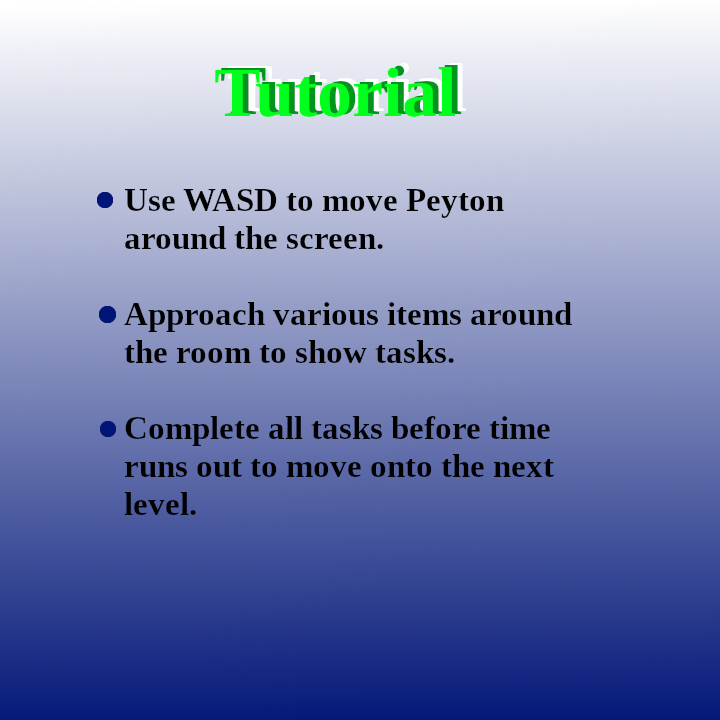 Tutorial
Use WASD to move Peyton
around the screen.
Approach various items around
the room to show tasks.
Complete all tasks before time
runs out to move onto the next
level.